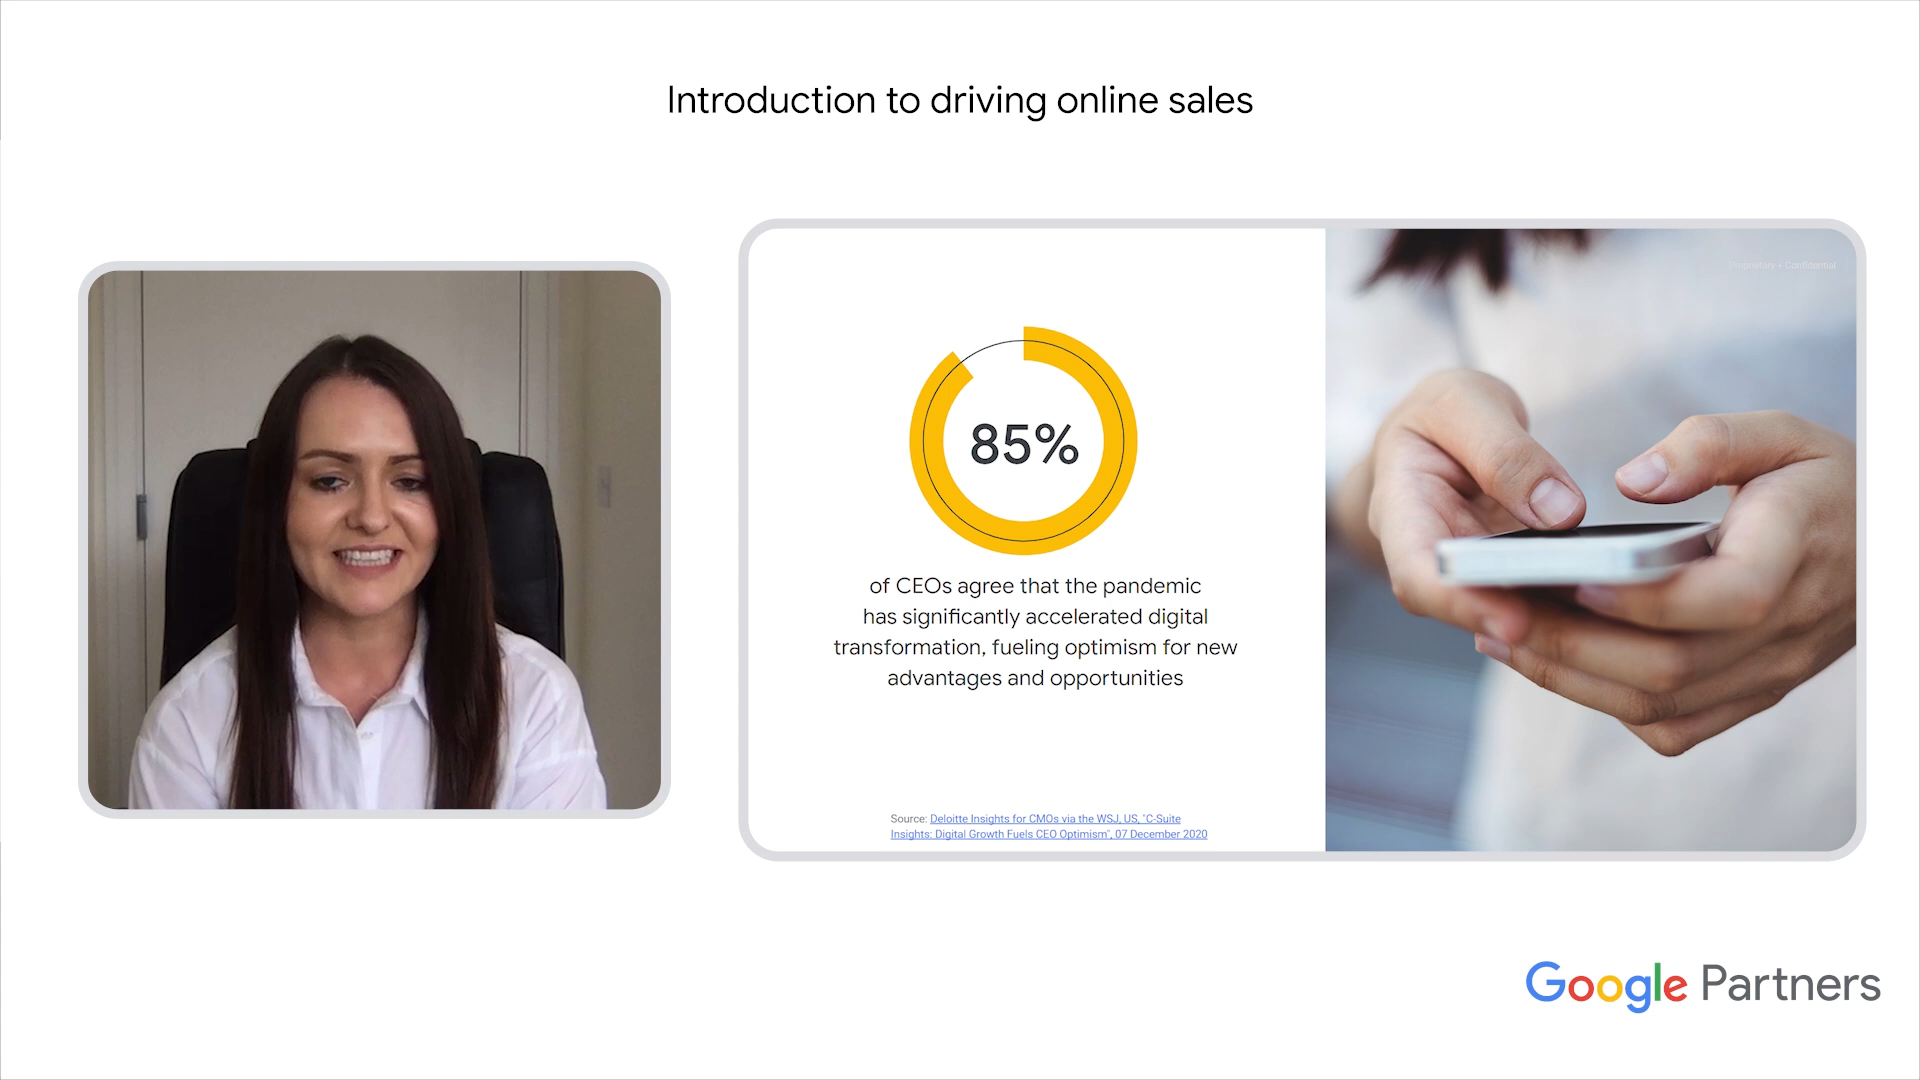 Introduction to driving online sales
Proprietary + Confidential
85%
of CEOs agree that the pandemic
has significantly accelerated digital
transformation, fueling optimism for new
advantages and opportunities
Source: Deloitte Insights for CMOs via the WSJ, US, "C-Suite
Insights: Digital Growth Fuels CEO Optimism", 07 December 2020
Google Partners